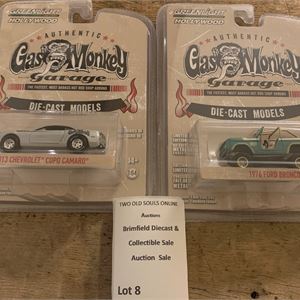 GREENLIGHT
HOLLYWOOD
AUTHENTIC
Gas Monkey
Garage
DIE-CAST MODELS
2013 CHEVROLET COPO CAMARO
GREENLIGHT
HOLLYWOOD
AUTHENTIC
Gas Monkey
Garage
DIE-CAST MODELS
1976 FORD BRONCO
TWO OLD SOULS ONLINE
Auctions
Brimfield Diecast &
Collectible Sale
Auction Sale
Lot 8